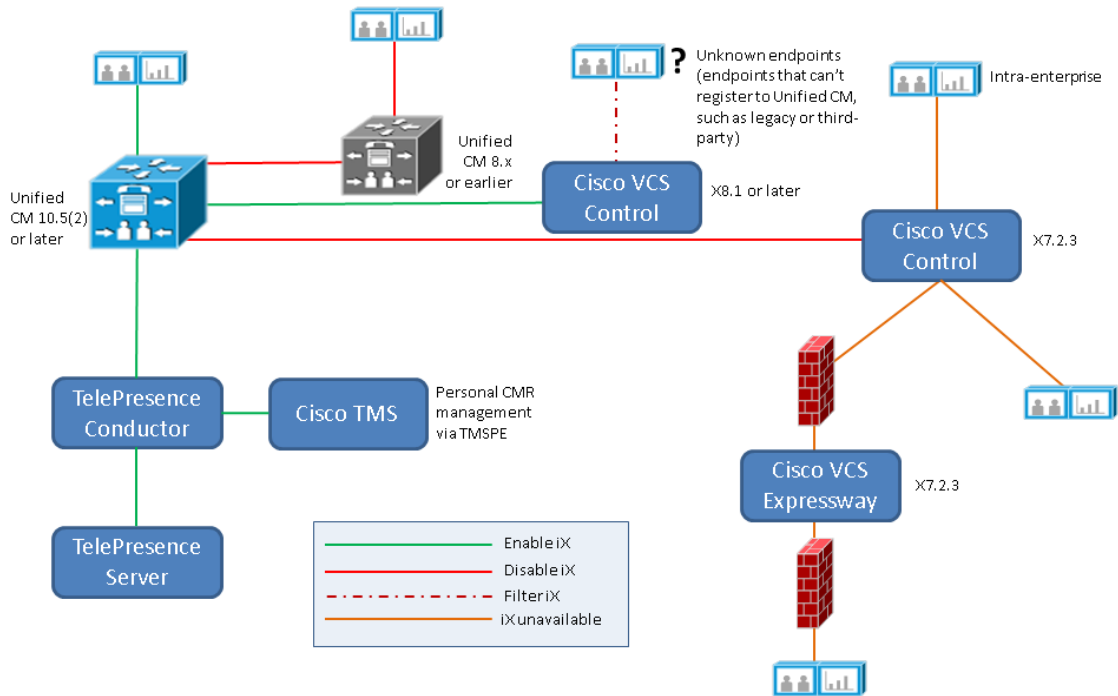 ?
Unknown endpoints
(endpoints that can't
register to Unified CM,
such as legacy or third-
party)
Intra-enterprise
Unified
CM 8.x
or earlier
Unified
CM 10.5(2)
or later
Cisco VCS
Control
X8.1 or later
Cisco VCS
Control
X7.2.3
TelePresence
Conductor
Cisco TMS
Personal CMR
management
via TMSPE
Cisco VCS
Expressway
X7.2.3
TelePresence
Server
Enable iX
Disable iX
Filter iX
iX unavailable